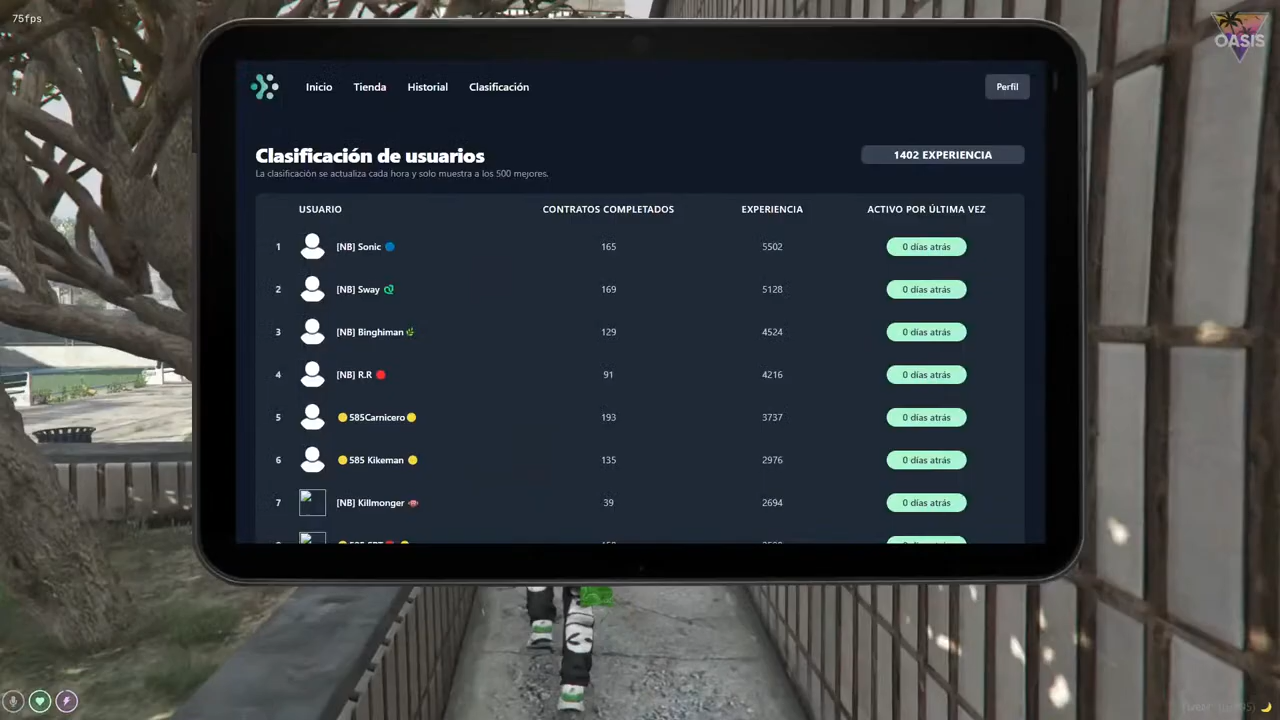 75fps
OASIS
Inicio Tienda Historial Clasificación Perfil
Clasificación de usuarios
1402 EXPERIENCIA
La clasificación se actualiza cada hora y solo muestra a los 500 mejores.
USUARIO CONTRATOS COMPLETADOS EXPERIENCIA ACTIVO POR ÚLTIMA VEZ
1 [NB] Sonic 165 5502 0 días atrás
2 [NB] Sway 169 5128 0 días atrás
3 [NB] Binghiman 129 4524 0 días atrás
4 [NB] R.R 91 4216 0 días atrás
5 585Carnicero 193 3737 0 días atrás
6 585 Kikeman 135 2976 0 días atrás
7 [NB] Killmonger 39 2694 0 días atrás